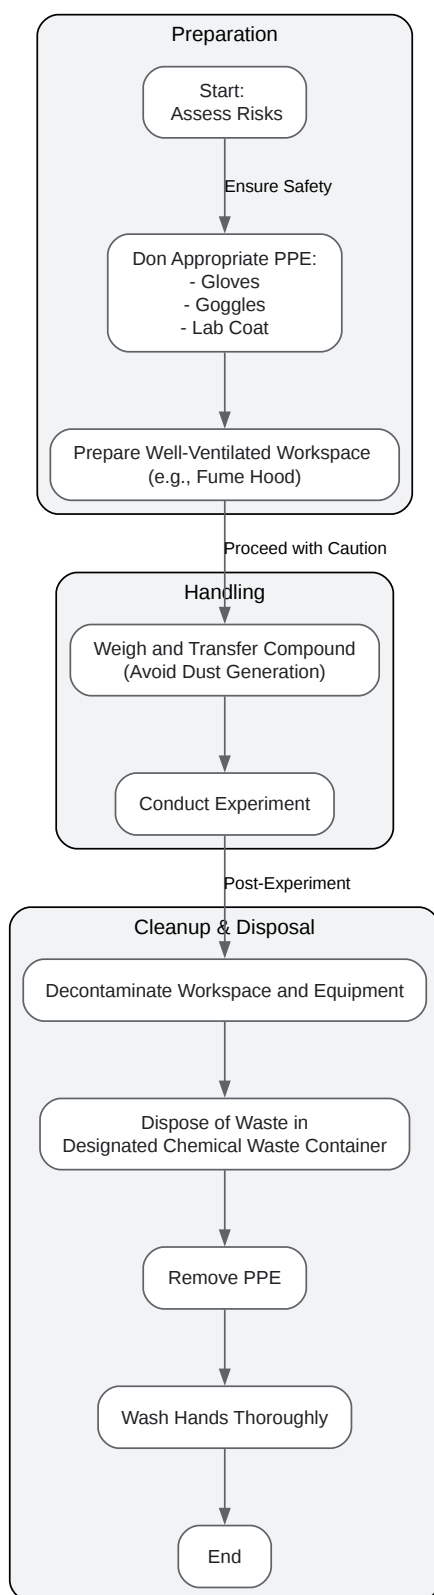 Preparation
Start:
Assess Risks
Ensure Safety
Don Appropriate PPE:
- Gloves
- Goggles
- Lab Coat
Prepare Well-Ventilated Workspace
(e.g., Fume Hood)
Proceed with Caution
Handling
Weigh and Transfer Compound
(Avoid Dust Generation)
Conduct Experiment
Post-Experiment
Cleanup & Disposal
Decontaminate Workspace and Equipment
Dispose of Waste in
Designated Chemical Waste Container
Remove PPE
Wash Hands Thoroughly
End